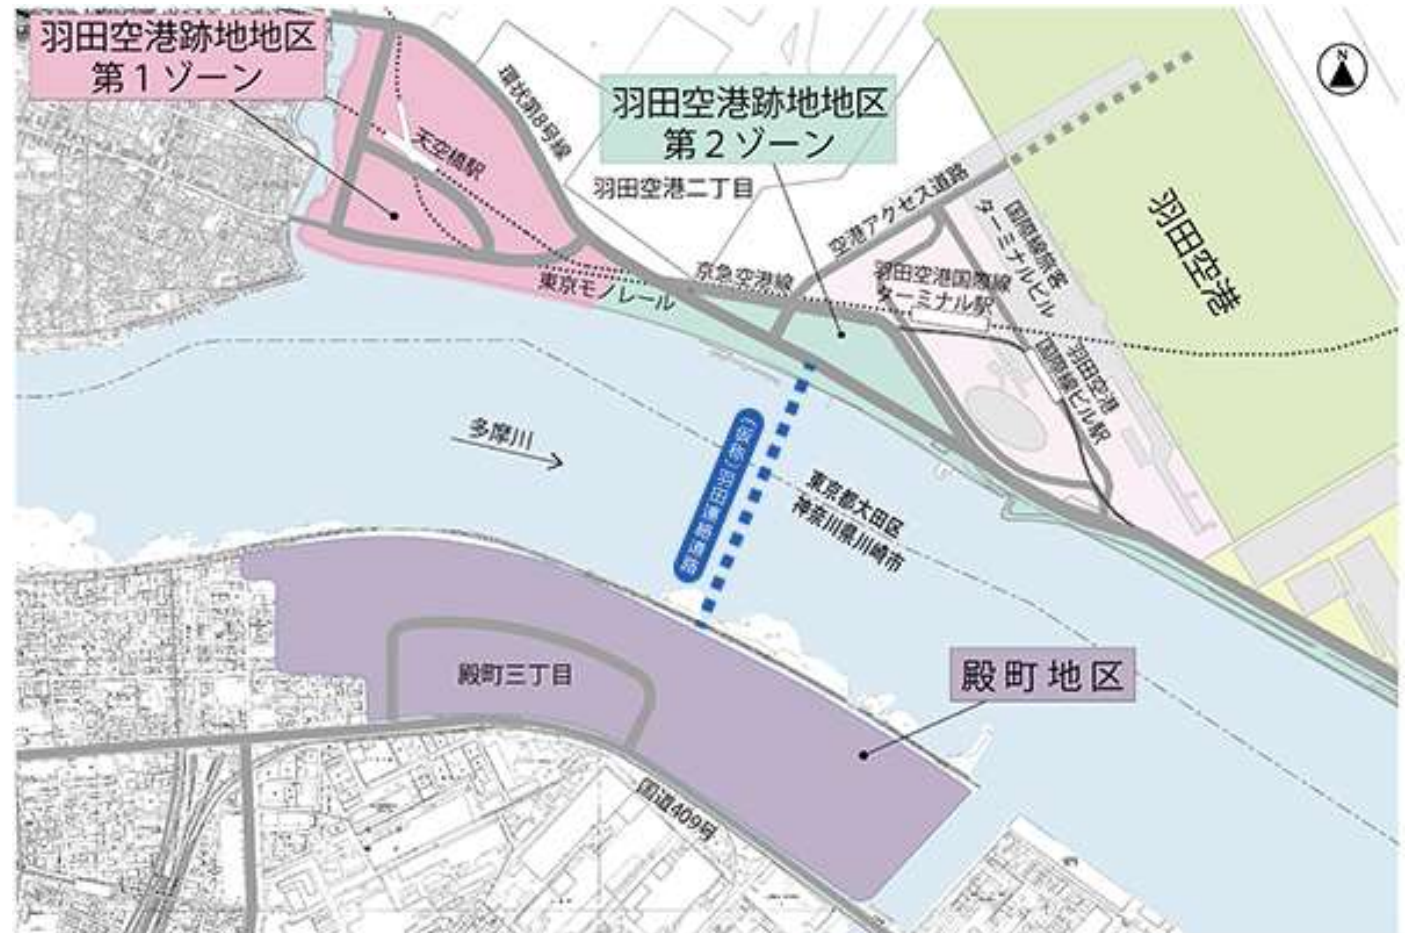 羽田空港跡地地区
第1ゾーン
N
環状第8号線
羽田空港跡地地区
第2ゾーン
天空橋駅
羽田空港二丁目
空港アクセス道路
国際線旅客
ターミナルビル
羽田空港
京急空港線
羽田空港国際線
ターミナル駅
東京モノレール
羽田空港
国際線ビル駅
多摩川
(仮称)羽田連絡道路
東京都大田区
神奈川県川崎市
殿町三丁目
殿町地区
国道409号